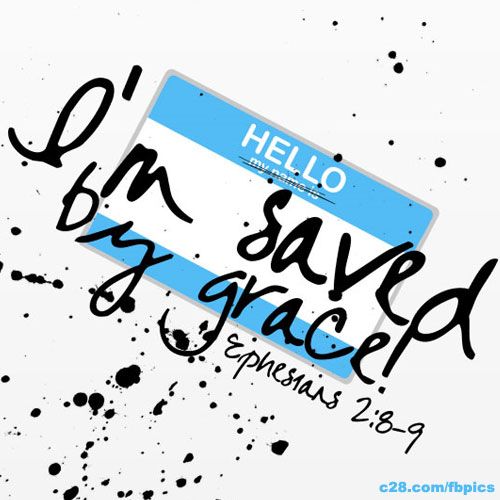 HELLO
my name is
I'm saved
by grace!
Ephesians 2:8-9
c28.com/fbpics